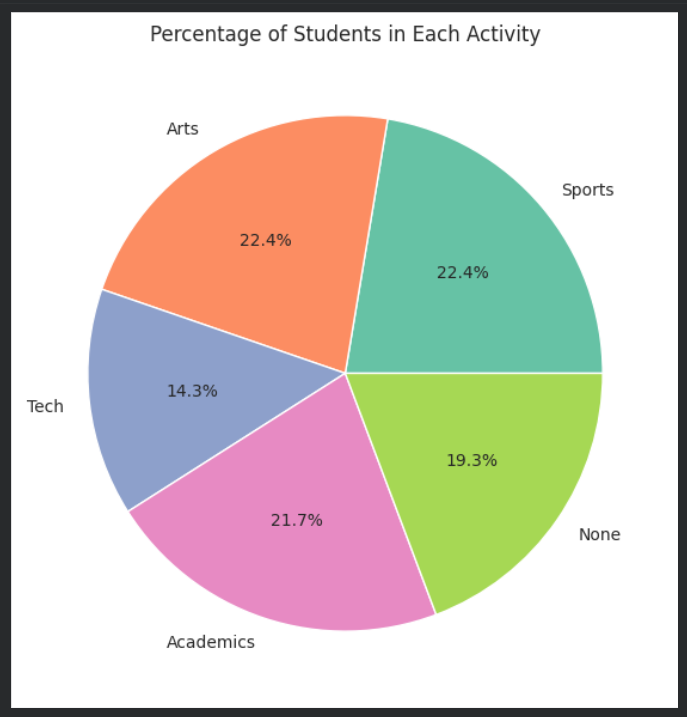 Percentage of Students in Each Activity
Arts
Sports
22.4%
22.4%
14.3%
Tech
19.3%
21.7%
None
Academics